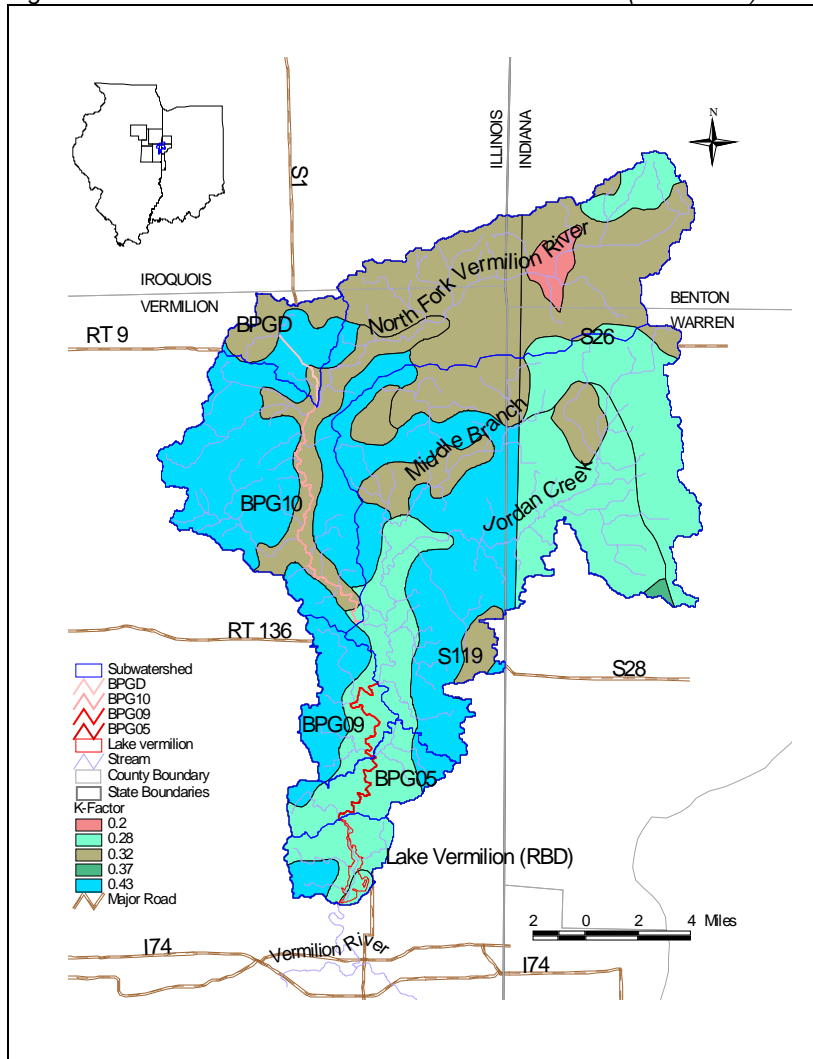 N
ILLINOIS
INDIANA
S1
North Fork Vermilion River
IROQUOIS
VERMILION
BENTON
WARREN
BPGD
RT 9
S26
Middle Branch
Jordan Creek
BPG10
RT 136
S119
S28
Subwatershed
BPGD
BPG10
BPG09
BPG05
Lake vermilion
Stream
County Boundary
State Boundaries
K-Factor
0.2
0.28
0.32
0.37
0.43
Major Road
BPG09
BPG05
Lake Vermilion (RBD)
2 0 2 4 Miles
Vermilion River
I74
I74